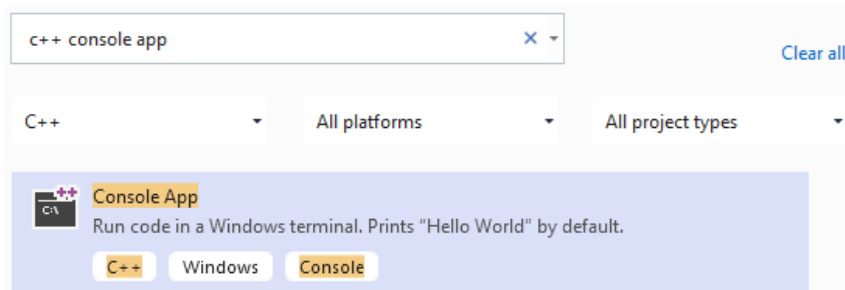 c++ console app
Clear all
C++ All platforms All project types
++
C:\
Console App
Run code in a Windows terminal. Prints “Hello World” by default.
C++ Windows Console